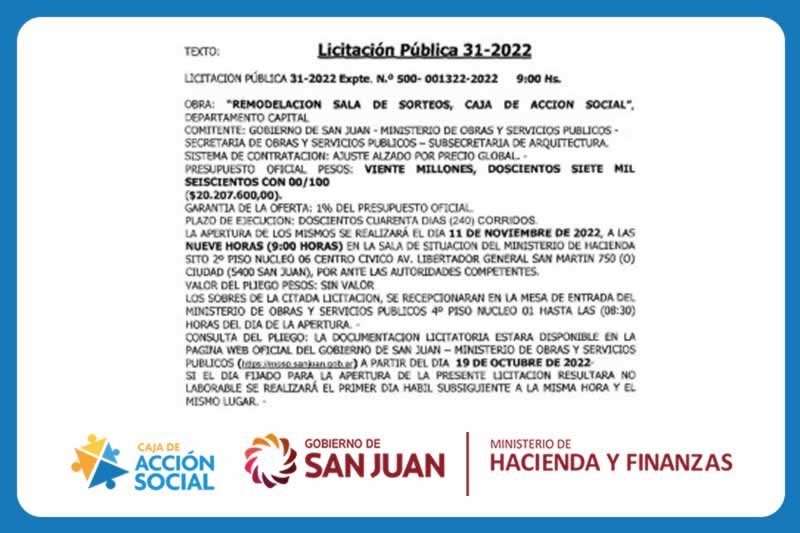 TEXTO: Licitación Pública 31-2022
LICITACION PÚBLICA 31-2022 Expte. N.º 500- 001322-2022 9:00 Hs.
OBRA: "REMODELACION SALA DE SORTEOS, CAJA DE ACCION SOCIAL",
DEPARTAMENTO CAPITAL
COMITENTE: GOBIERNO DE SAN JUAN - MINISTERIO DE OBRAS Y SERVICIOS PUBLICOS -
SECRETARIA DE OBRAS Y SERVICIOS PUBLICOS – SUBSECRETARIA DE ARQUITECTURA.
SISTEMA DE CONTRATACION: AJUSTE ALZADO POR PRECIO GLOBAL. -
PRESUPUESTO OFICIAL PESOS: VIENTE MILLONES, DOSCIENTOS SIETE MIL
SEISCIENTOS CON 00/100
($20.207.600,00).
GARANTIA DE LA OFERTA: 1% DEL PRESUPUESTO OFICIAL.
PLAZO DE EJECUCION: DOSCIENTOS CUARENTA DIAS (240) CORRIDOS.
LA APERTURA DE LOS MISMOS SE REALIZARÁ EL DIA 11 DE NOVIEMBRE DE 2022, A LAS
NUEVE HORAS (9:00 HORAS) EN LA SALA DE SITUACION DEL MINISTERIO DE HACIENDA
SITO 2º PISO NUCLEO 06 CENTRO CIVICO AV. LIBERTADOR GENERAL SAN MARTIN 750 (O)
CIUDAD (5400 SAN JUAN), POR ANTE LAS AUTORIDADES COMPETENTES.
VALOR DEL PLIEGO PESOS: SIN VALOR
LOS SOBRES DE LA CITADA LICITACION, SE RECEPCIONARAN EN LA MESA DE ENTRADA DEL
MINISTERIO DE OBRAS Y SERVICIOS PUBLICOS 4º PISO NUCLEO 01 HASTA LAS (08:30)
HORAS DEL DIA DE LA APERTURA. -
CONSULTA DEL PLIEGO: LA DOCUMENTACION LICITATORIA ESTARA DISPONIBLE EN LA
PAGINA WEB OFICIAL DEL GOBIERNO DE SAN JUAN – MINISTERIO DE OBRAS Y SERVICIOS
PUBLICOS (https://mosp.sanjuan.gob.ar) A PARTIR DEL DIA 19 DE OCTUBRE DE 2022-
SI EL DIA FIJADO PARA LA APERTURA DE LA PRESENTE LICITACION RESULTARA NO
LABORABLE SE REALIZARÁ EL PRIMER DIA HABIL SUBSIGUIENTE A LA MISMA HORA Y EL
MISMO LUGAR. -
CAJA DE
ACCIÓN
SOCIAL
GOBIERNO DE
SAN JUAN
MINISTERIO DE
HACIENDA Y FINANZAS